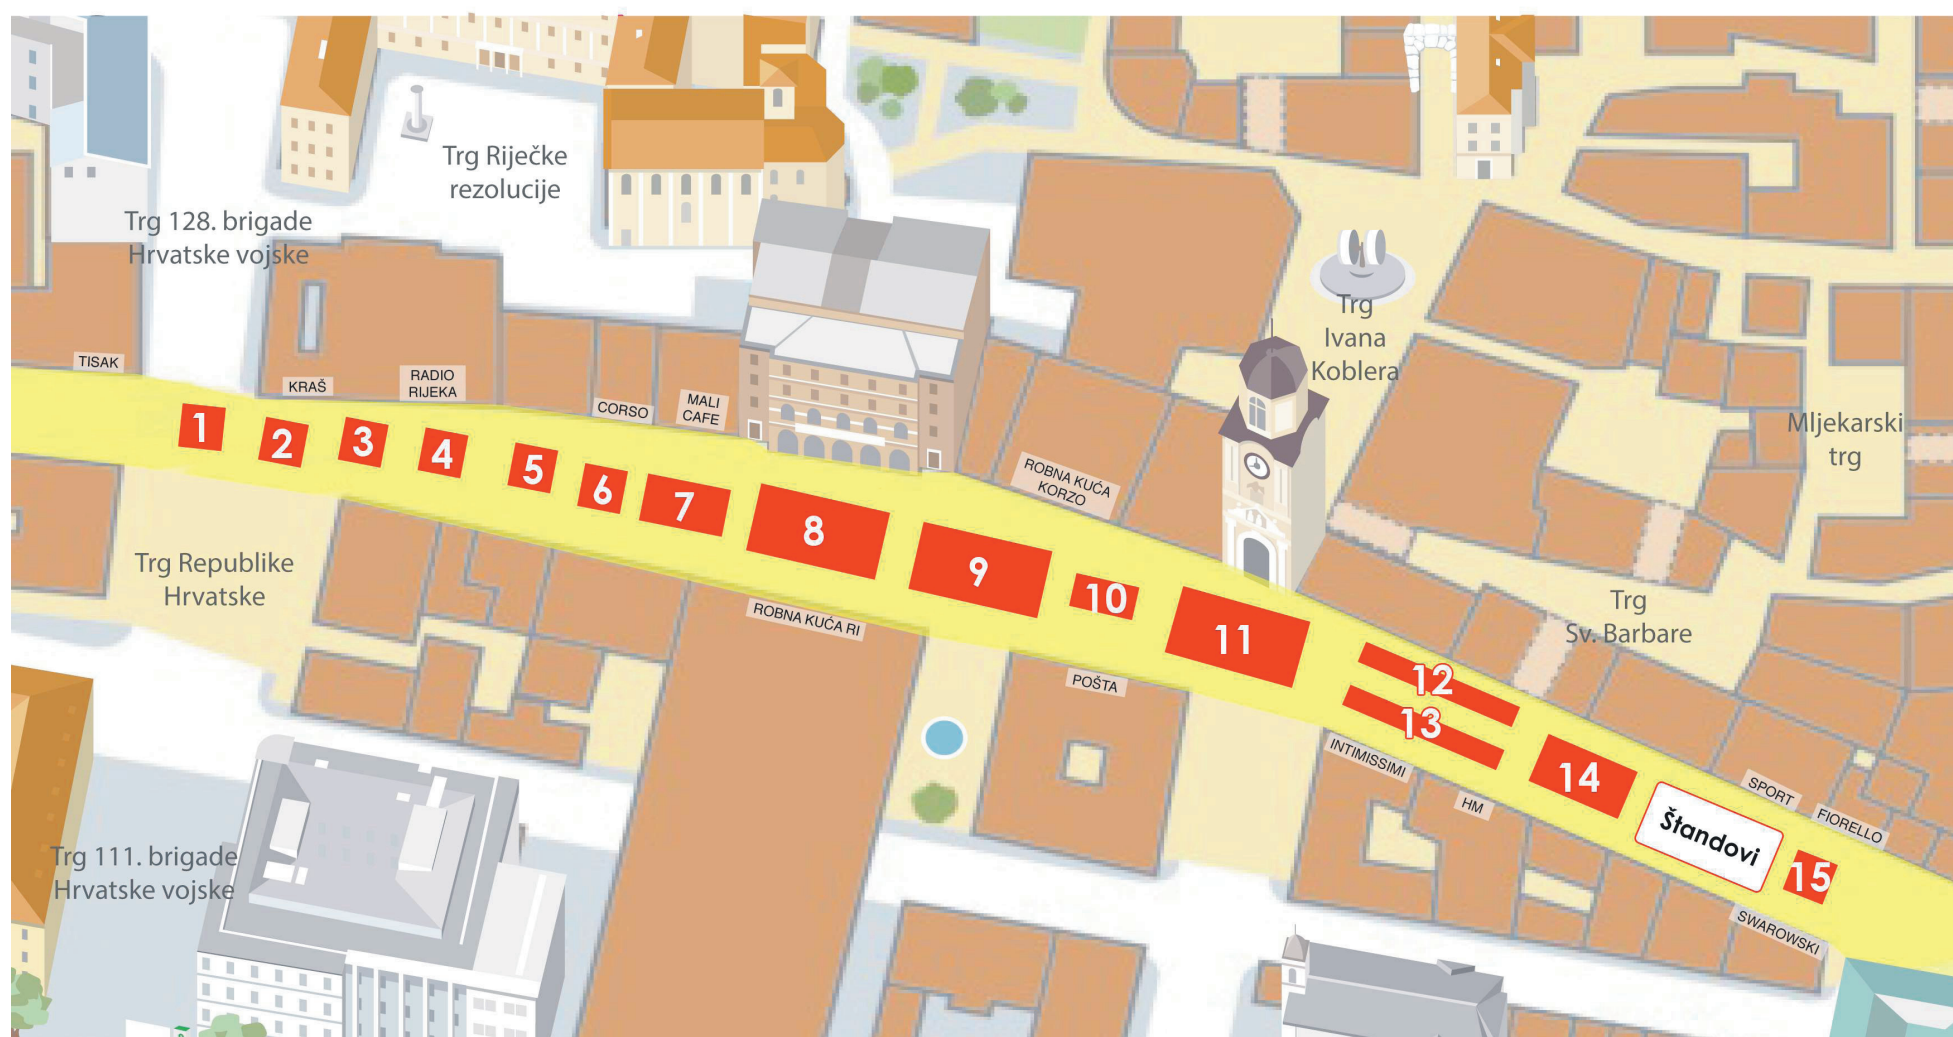 Trg Riječke
rezolucije
Trg 128. brigade
Hrvatske vojske
Trg
Ivana
Koblera
TISAK
KRAŠ
RADIO
RIJEKA
CORSO
MALI
CAFE
Mljekarski
trg
ROBNA KUĆA
KORZO
1
2
3
4
5
6
7
8
9
10
11
12
13
14
Štandovi
15
Trg Republike
Hrvatske
ROBNA KUĆA RI
POŠTA
Trg
Sv. Barbare
INTIMISSIMI
HM
SPORT
FIORELLO
SWAROWSKI
Trg 111. brigade
Hrvatske vojske